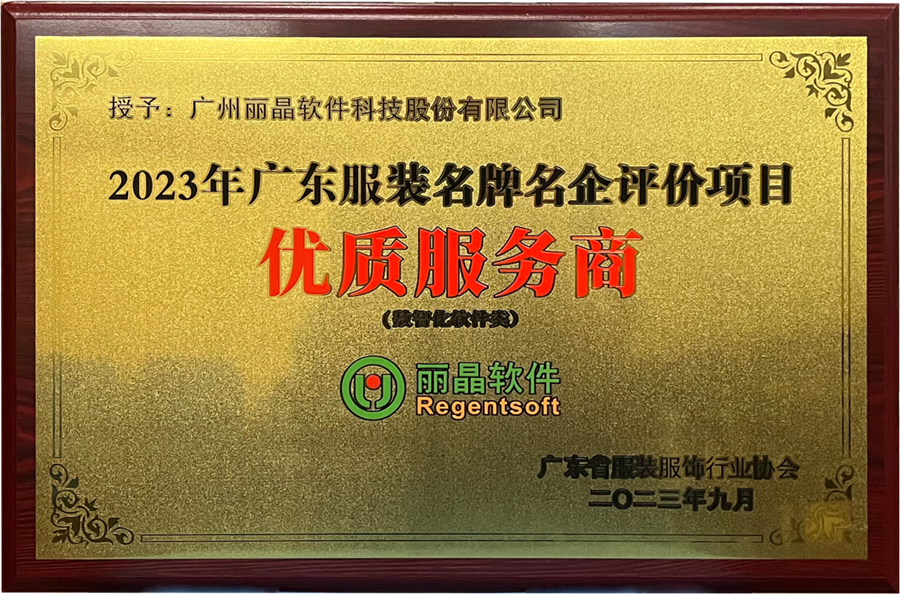 授予：广州丽晶软件科技股份有限公司
2023年广东服装名牌名企评价项目
优质服务商
（数智化软件类）
丽晶软件
Regentsoft
广东省服装服饰行业协会
二〇二三年九月